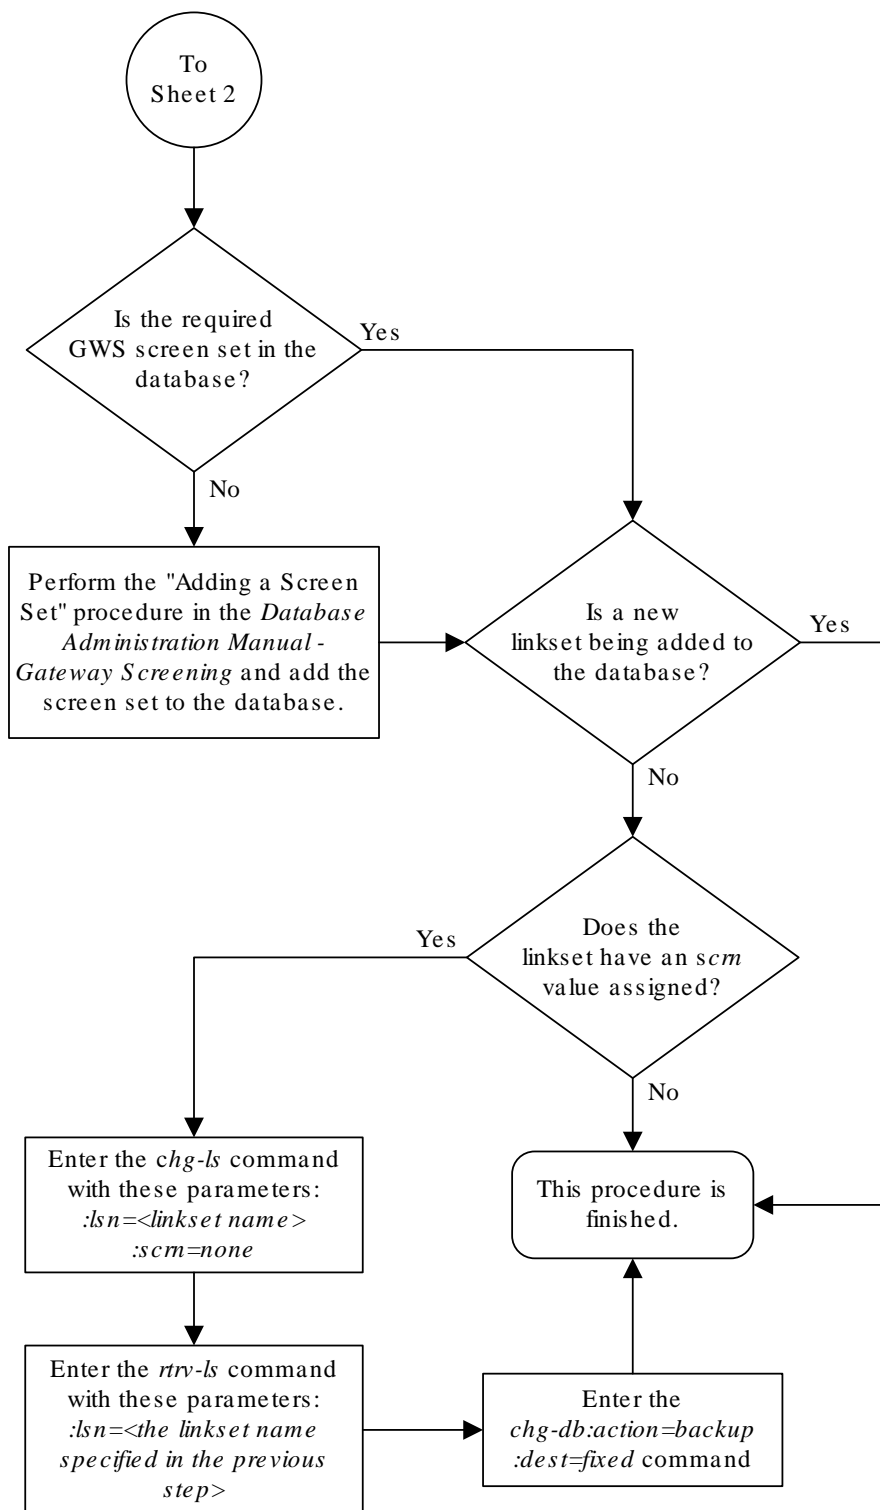 To
Sheet 2
Is the required
GWS screen set in the
database?
Yes
No
Perform the "Adding a Screen
Set" procedure in the Database
Administration Manual -
Gateway Screening and add the
screen set to the database.
Is a new
linkset being added to
the database?
Yes
No
Does the
linkset have an scrn
value assigned?
Yes
No
Enter the chg-ls command
with these parameters:
:lsn=<linkset name>
:scrn=none
This procedure is
finished.
Enter the rtrv-ls command
with these parameters:
:lsn=<the linkset name
specified in the previous
step>
Enter the
chg-db:action=backup
:dest=fixed command